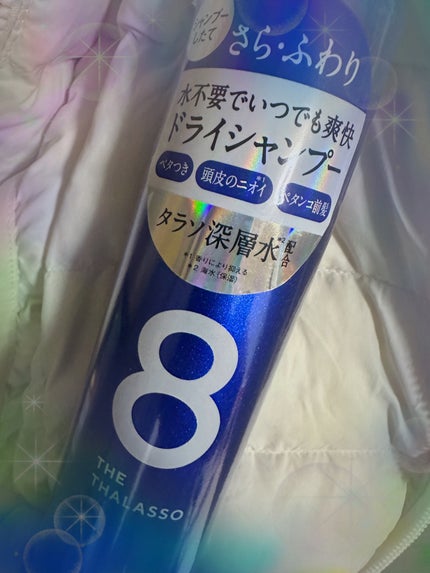 シャンプー
したて
さら・ふわり
水不要でいつでも爽快
ドライシャンプー
ベタつき
頭皮のニオイ※1
ペタンコ前髪
タラソ深層水※2配合
※1 香りにより抑える
※2 海水(保湿)
8
THE
THALASSO